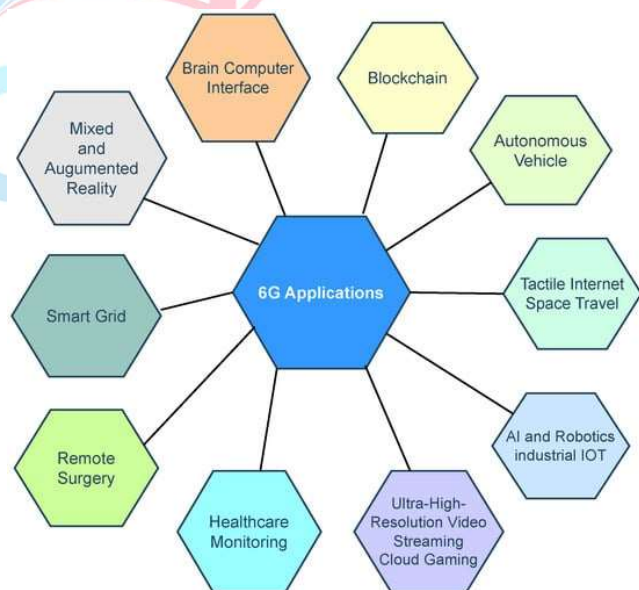 Brain Computer
Interface
Blockchain
Mixed
and
Augumented
Reality
Autonomous
Vehicle
6G Applications
Tactile Internet
Space Travel
Smart Grid
AI and Robotics
industrial IOT
Remote
Surgery
Healthcare
Monitoring
Ultra-High-
Resolution Video
Streaming
Cloud Gaming